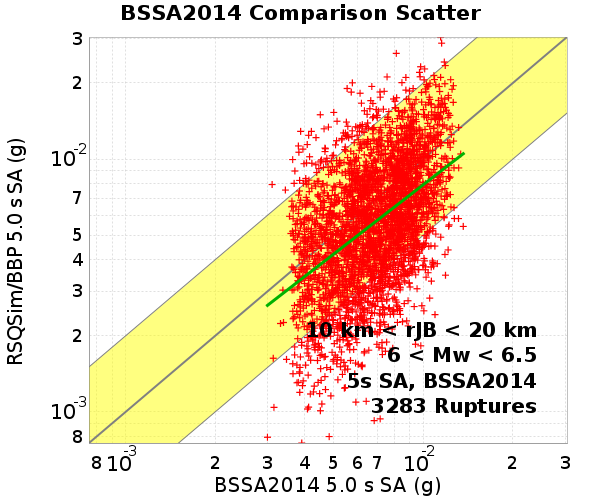 BSSA2014 Comparison Scatter
RSQSim/BBP 5.0 s SA (g)
3
2
10-2
7
5
4
3
2
10-3
8
10 km < rJB < 20 km
6 < Mw < 6.5
5s SA, BSSA2014
3283 Ruptures
8 10-3 2 3 4 5 6 7 10-2 2 3
BSSA2014 5.0 s SA (g)